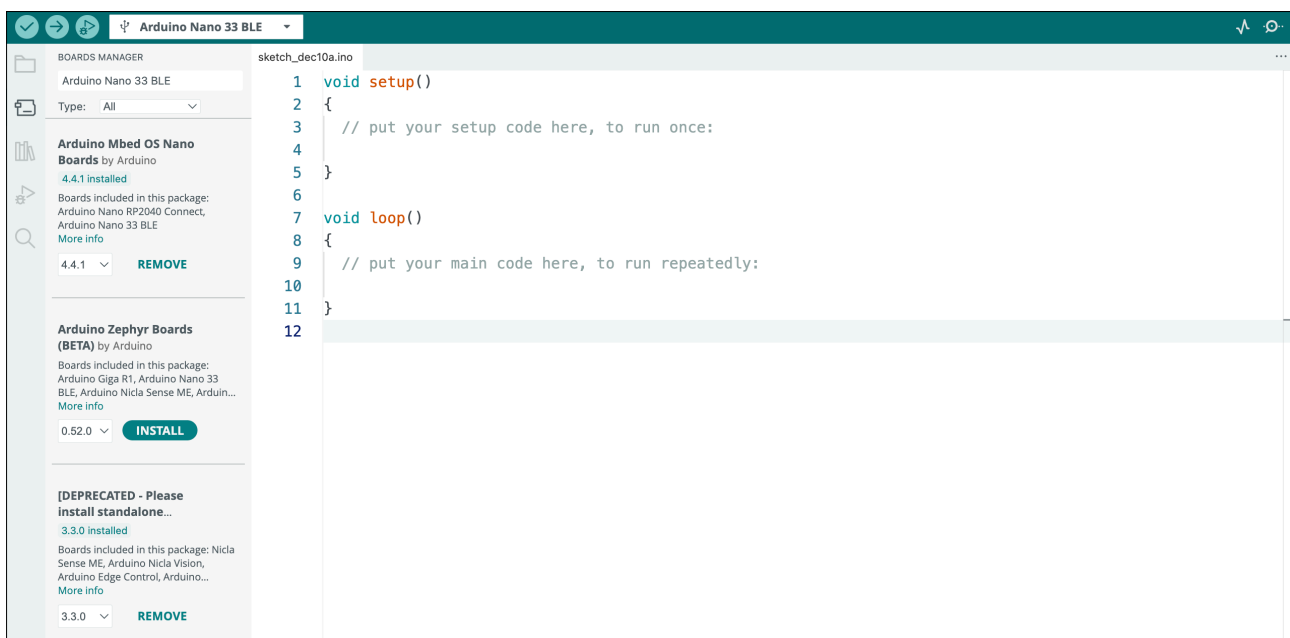 Arduino Nano 33 BLE
BOARDS MANAGER
Arduino Nano 33 BLE
Type: All
Arduino Mbed OS Nano
Boards by Arduino
4.4.1 installed
Boards included in this package:
Arduino Nano RP2040 Connect,
Arduino Nano 33 BLE
More info
4.4.1 REMOVE
Arduino Zephyr Boards
(BETA) by Arduino
Boards included in this package:
Arduino Giga R1, Arduino Nano 33
BLE, Arduino Nicla Sense ME, Arduin...
More info
0.52.0 INSTALL
[DEPRECATED - Please
install standalone...
3.3.0 installed
Boards included in this package: Nicla
Sense ME, Arduino Nicla Vision,
Arduino Edge Control, Arduino...
More info
3.3.0 REMOVE
sketch_dec10a.ino
1 void setup()
2 {
3 // put your setup code here, to run once:
4
5 }
6
7 void loop()
8 {
9 // put your main code here, to run repeatedly:
10
11 }
12